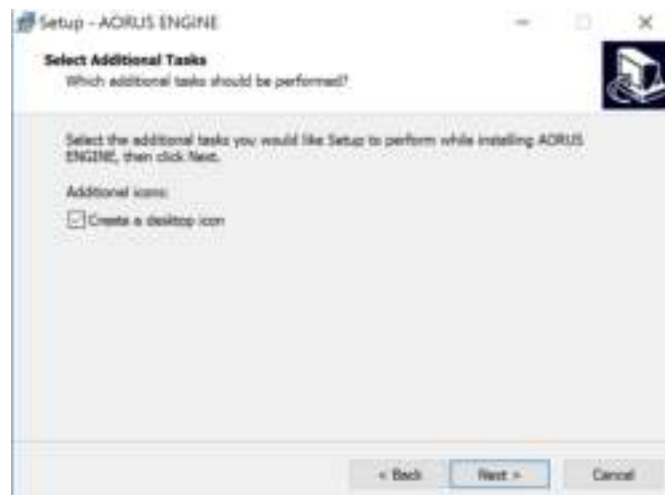 Setup - AORUS ENGINE
Select Additional Tasks
Which additional tasks should be performed?
Select the additional tasks you would like Setup to perform while installing AORUS
ENGINE, then click Next.
Additional icons:
Create a desktop icon
< Back
Next >
Cancel